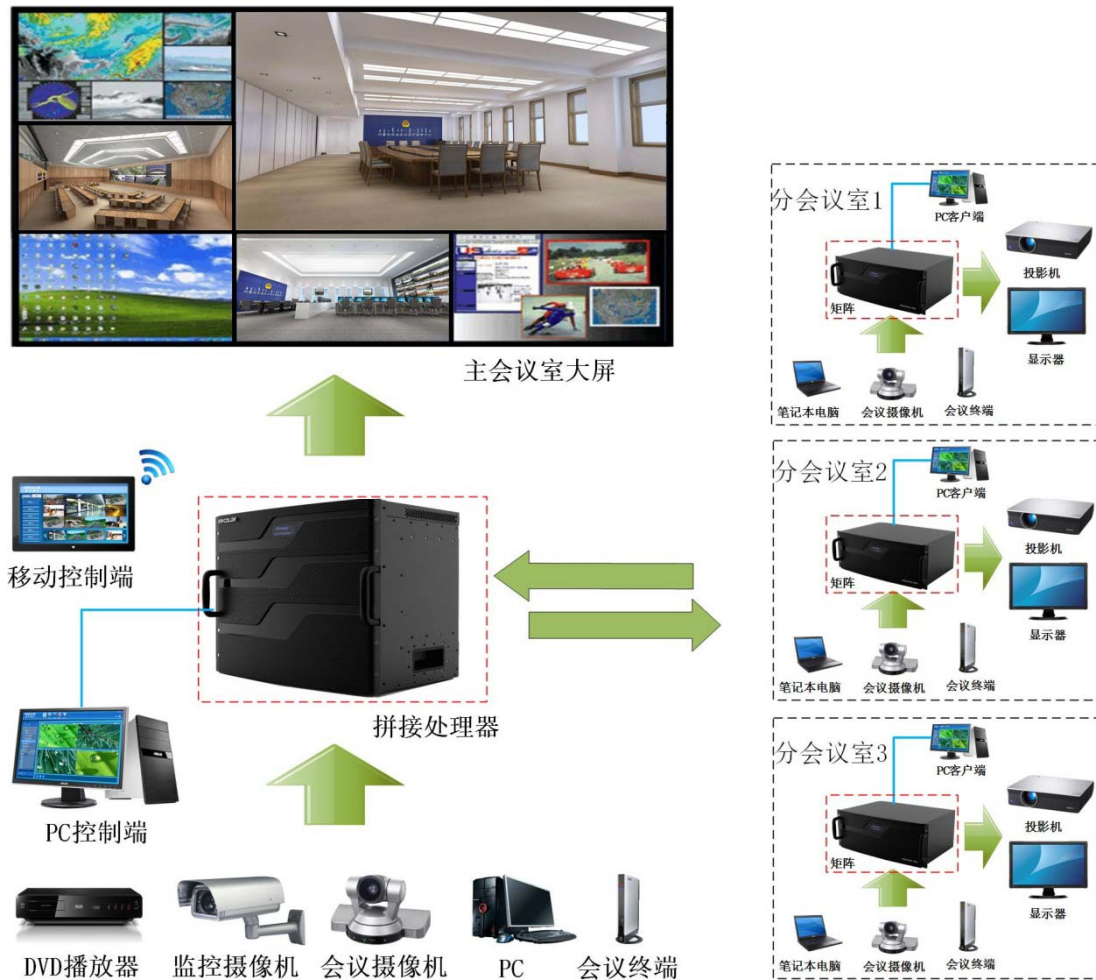 主会议室大屏
移动控制端
拼接处理器
PC控制端
DVD播放器
监控摄像机
会议摄像机
PC
会议终端
分会议室1
PC客户端
投影机
矩阵
显示器
笔记本电脑
会议摄像机
会议终端
分会议室2
PC客户端
投影机
矩阵
显示器
笔记本电脑
会议摄像机
会议终端
分会议室3
PC客户端
投影机
矩阵
显示器
笔记本电脑
会议摄像机
会议终端